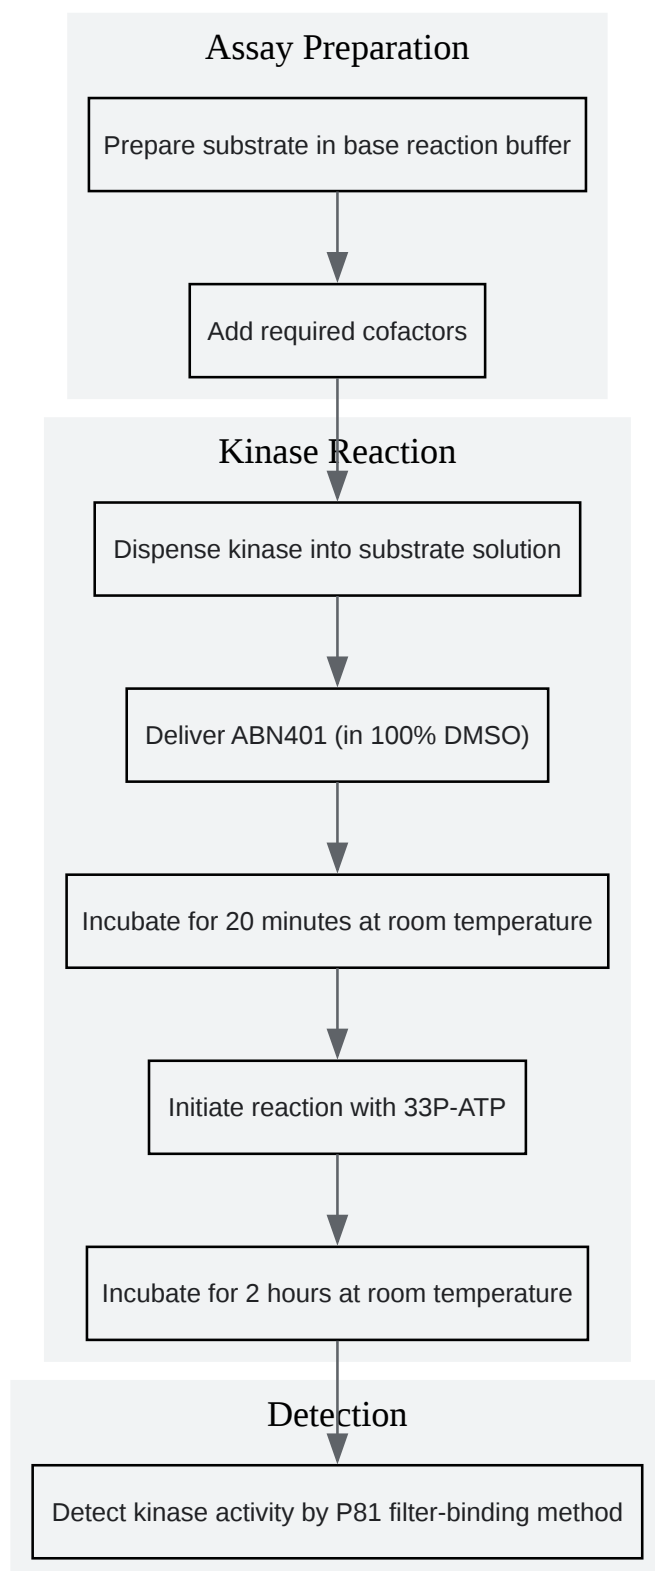 Assay Preparation
Prepare substrate in base reaction buffer
Add required cofactors
Kinase Reaction
Dispense kinase into substrate solution
Deliver ABN401 (in 100% DMSO)
Incubate for 20 minutes at room temperature
Initiate reaction with 33P-ATP
Incubate for 2 hours at room temperature
Detection
Detect kinase activity by P81 filter-binding method